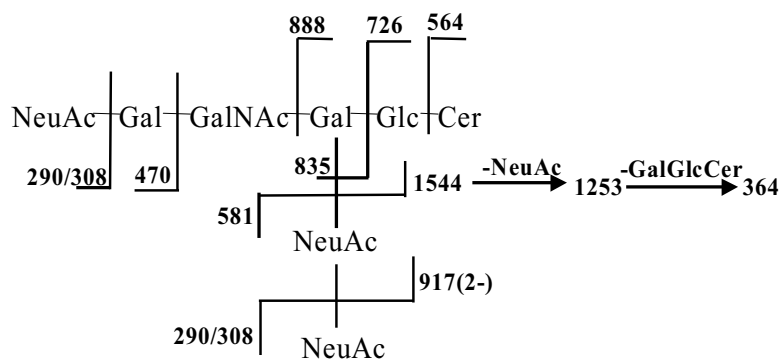 888 726 564
NeuAc Gal GalNAc Gal Glc Cer
290/308 470 835 1544 -NeuAc 1253 -GalGlcCer 364
581
NeuAc
917(2-)
290/308
NeuAc